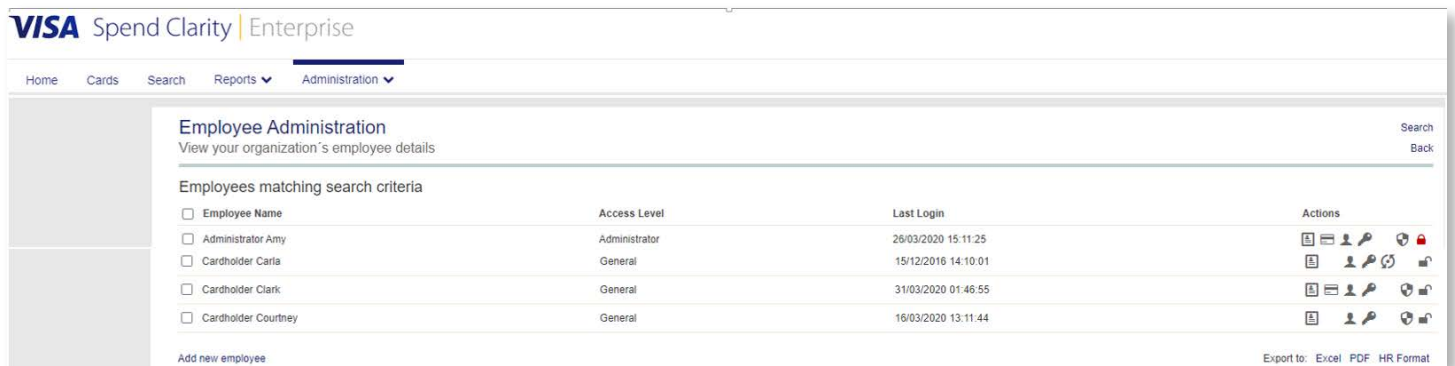 VISA Spend Clarity | Enterprise
Home Cards Search Reports Administration
Employee Administration Search
View your organization´s employee details Back
Employees matching search criteria
Employee Name Access Level Last Login Actions
Administrator Amy Administrator 26/03/2020 15:11:25
Cardholder Carla General 15/12/2016 14:10:01
Cardholder Clark General 31/03/2020 01:46:55
Cardholder Courtney General 16/03/2020 13:11:44
Add new employee Export to: Excel PDF HR Format